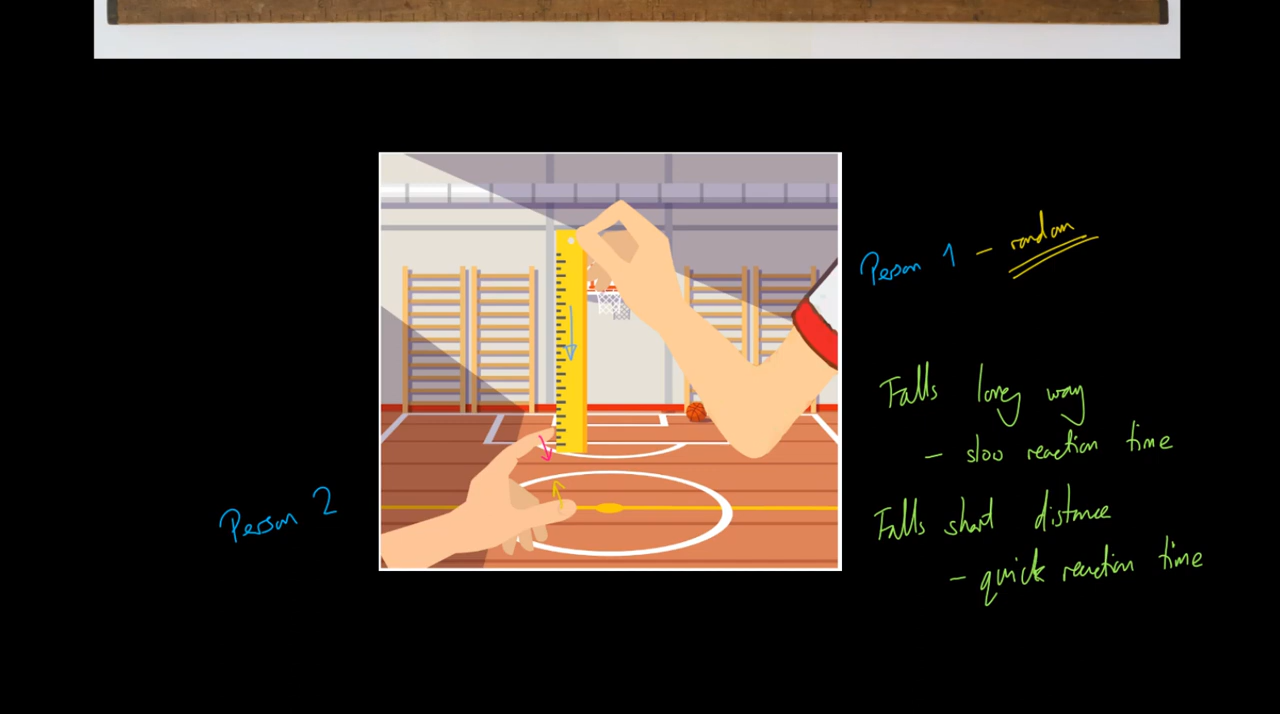 Person 1 - random
Falls long way
- slow reaction time
Person 2
Falls short distance
- quick reaction time